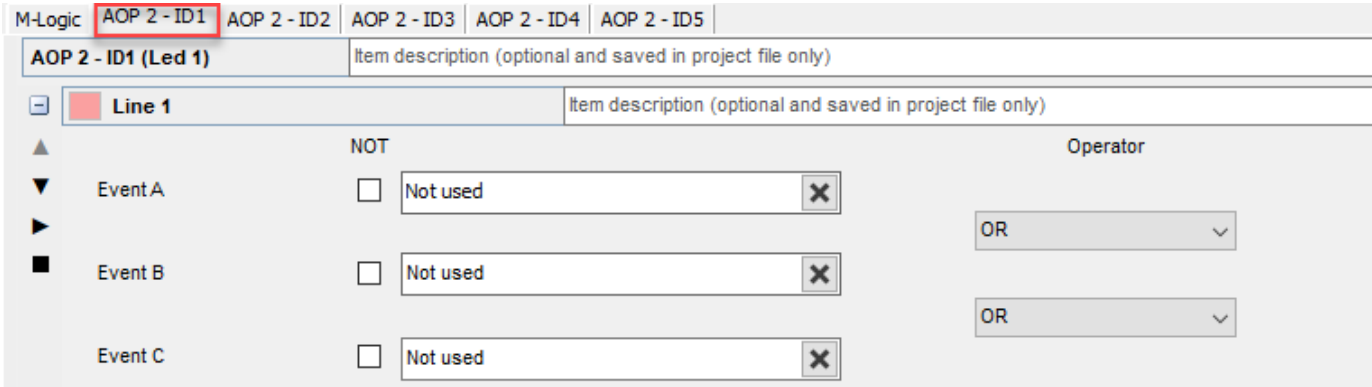 M-Logic AOP 2 - ID1 AOP 2 - ID2 AOP 2 - ID3 AOP 2 - ID4 AOP 2 - ID5
AOP 2 - ID1 (Led 1) Item description (optional and saved in project file only)
Line 1 Item description (optional and saved in project file only)
NOT Operator
Event A Not used
OR
Event B Not used
OR
Event C Not used